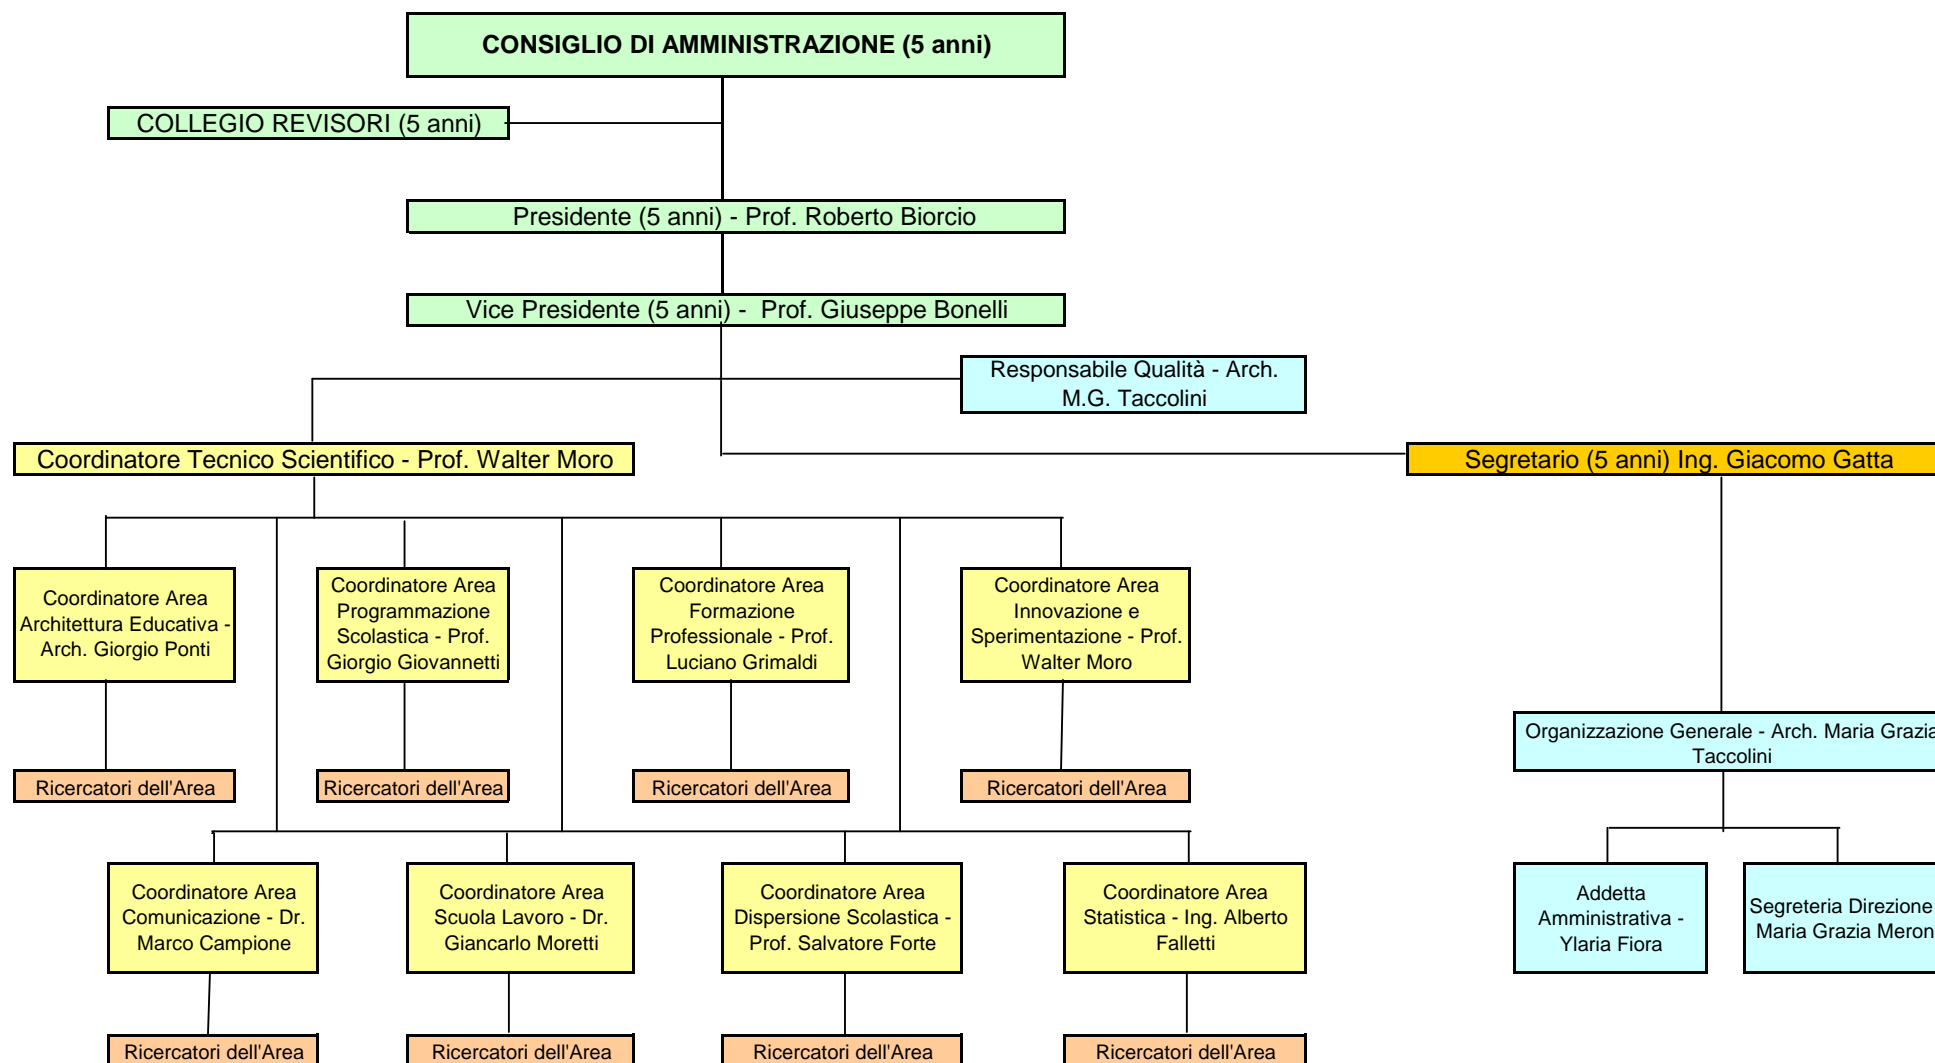 CONSIGLIO DI AMMINISTRAZIONE (5 anni)
COLLEGIO REVISORI (5 anni)
Presidente (5 anni) - Prof. Roberto Biorcio
Vice Presidente (5 anni) -  Prof. Giuseppe Bonelli
Responsabile Qualità - Arch.
M.G. Taccolini
Coordinatore Tecnico Scientifico - Prof. Walter Moro
Segretario (5 anni) Ing. Giacomo Gatta
Coordinatore Area
Architettura Educativa -
Arch. Giorgio Ponti
Coordinatore Area
Programmazione
Scolastica - Prof.
Giorgio Giovannetti
Coordinatore Area
Formazione
Professionale - Prof.
Luciano Grimaldi
Coordinatore Area
Innovazione e
Sperimentazione - Prof.
Walter Moro
Organizzazione Generale - Arch. Maria Grazia
Taccolini
Ricercatori dell'Area
Ricercatori dell'Area
Ricercatori dell'Area
Ricercatori dell'Area
Coordinatore Area
Comunicazione - Dr.
Marco Campione
Coordinatore Area
Scuola Lavoro - Dr.
Giancarlo Moretti
Coordinatore Area
Dispersione Scolastica -
Prof. Salvatore Forte
Coordinatore Area
Statistica - Ing. Alberto
Falletti
Addetta
Amministrativa -
Ylaria Fiora
Segreteria Direzione
Maria Grazia Meron
Ricercatori dell'Area
Ricercatori dell'Area
Ricercatori dell'Area
Ricercatori dell'Area